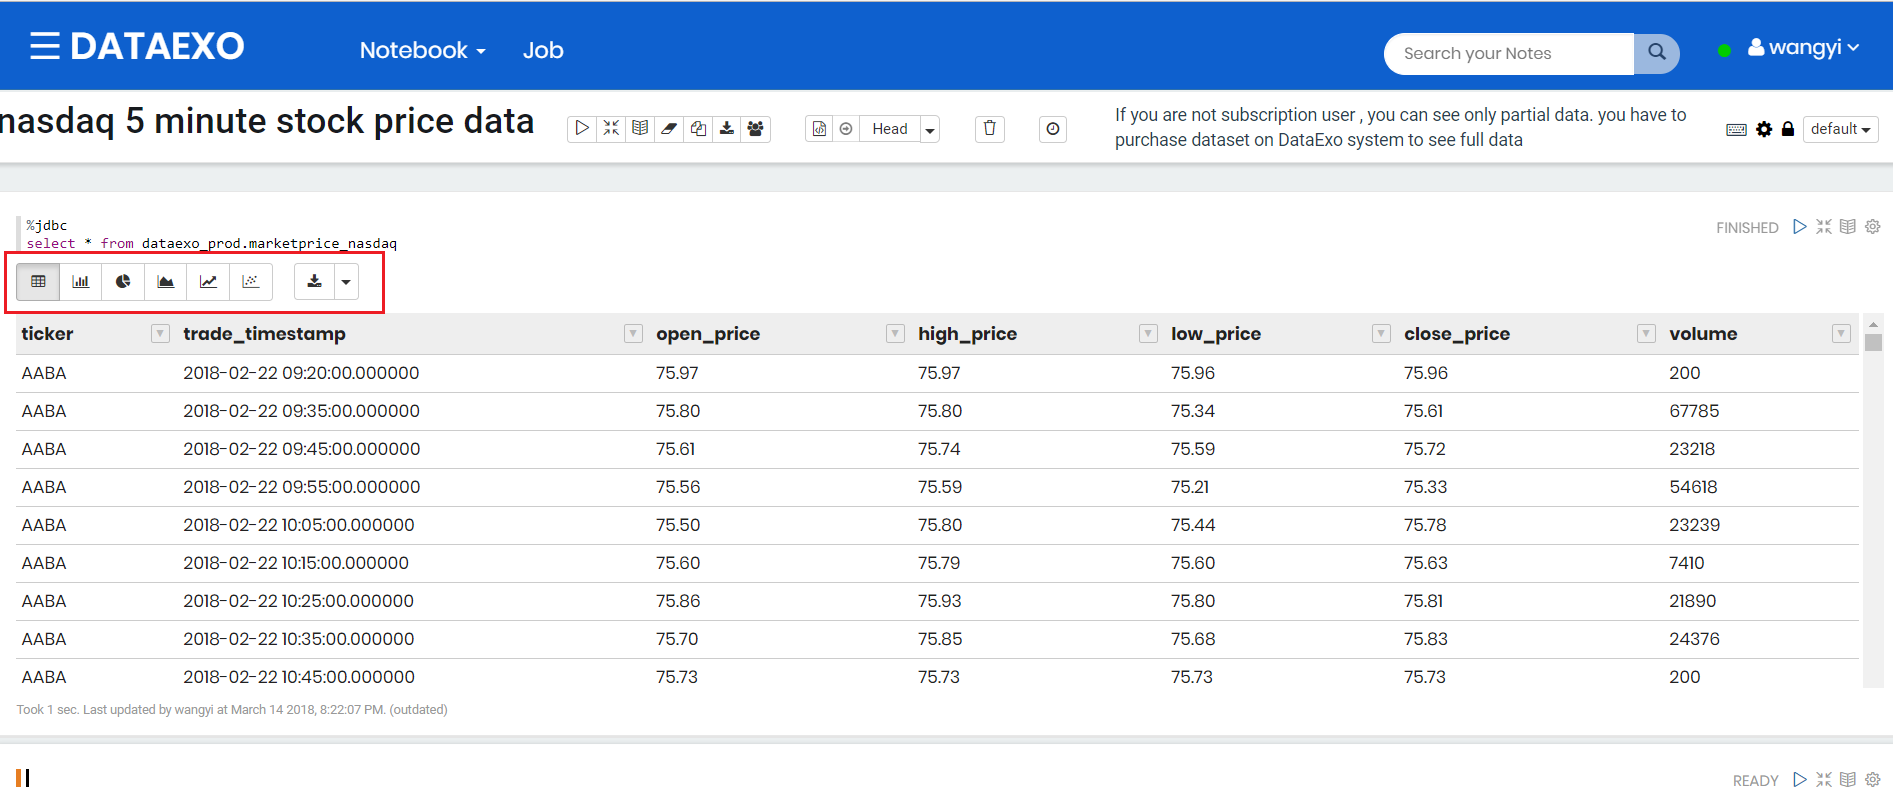 DATAEXO
Notebook
Job
Search your Notes
wangyi
nasdaq 5 minute stock price data
Head
If you are not subscription user , you can see only partial data. you have to
purchase dataset on DataExo system to see full data
default
%jdbc
select * from dataexo_prod.marketprice_nasdaq
FINISHED
ticker trade_timestamp open_price high_price low_price close_price volume
AABA 2018-02-22 09:20:00.000000 75.97 75.97 75.96 75.96 200
AABA 2018-02-22 09:35:00.000000 75.80 75.80 75.34 75.61 67785
AABA 2018-02-22 09:45:00.000000 75.61 75.74 75.59 75.72 23218
AABA 2018-02-22 09:55:00.000000 75.56 75.59 75.21 75.33 54618
AABA 2018-02-22 10:05:00.000000 75.50 75.80 75.44 75.78 23239
AABA 2018-02-22 10:15:00.000000 75.60 75.79 75.60 75.63 7410
AABA 2018-02-22 10:25:00.000000 75.86 75.93 75.80 75.81 21890
AABA 2018-02-22 10:35:00.000000 75.70 75.85 75.68 75.83 24376
AABA 2018-02-22 10:45:00.000000 75.73 75.73 75.73 75.73 200
Took 1 sec. Last updated by wangyi at March 14 2018, 8:22:07 PM. (outdated)
READY